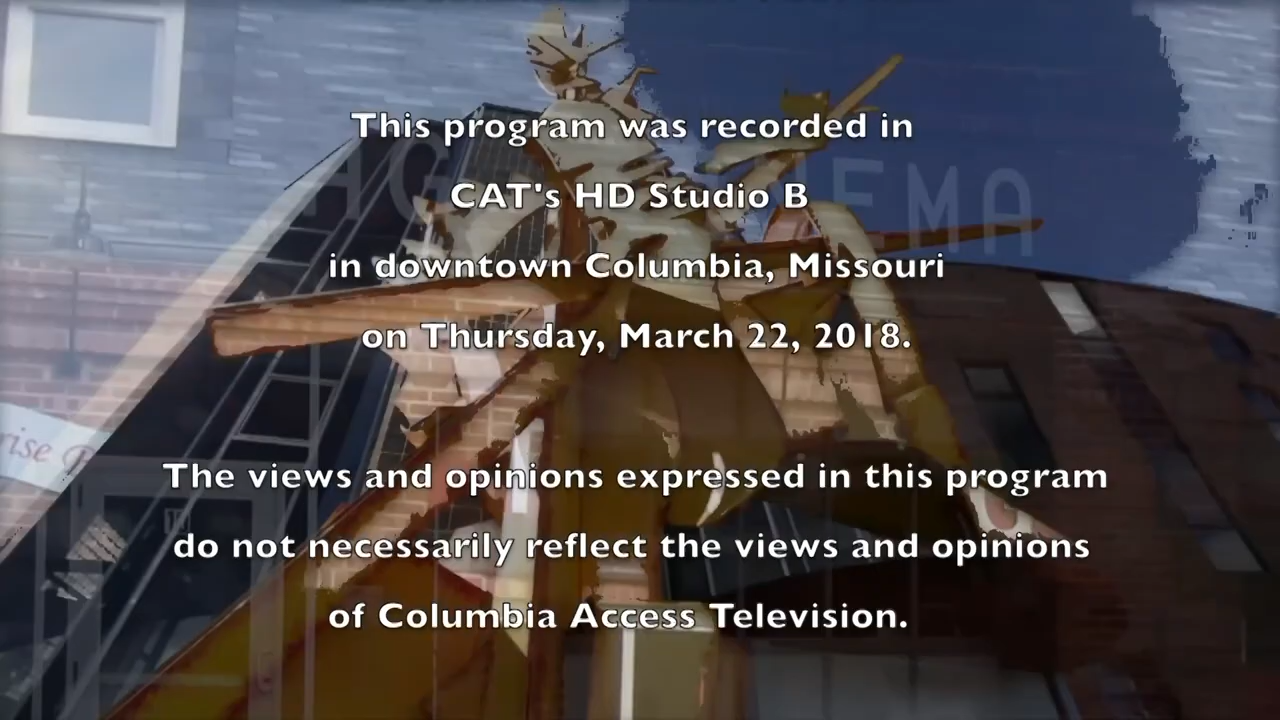 This program was recorded in
CAT's HD Studio B
in downtown Columbia, Missouri
on Thursday, March 22, 2018.
The views and opinions expressed in this program
do not necessarily reflect the views and opinions
of Columbia Access Television.